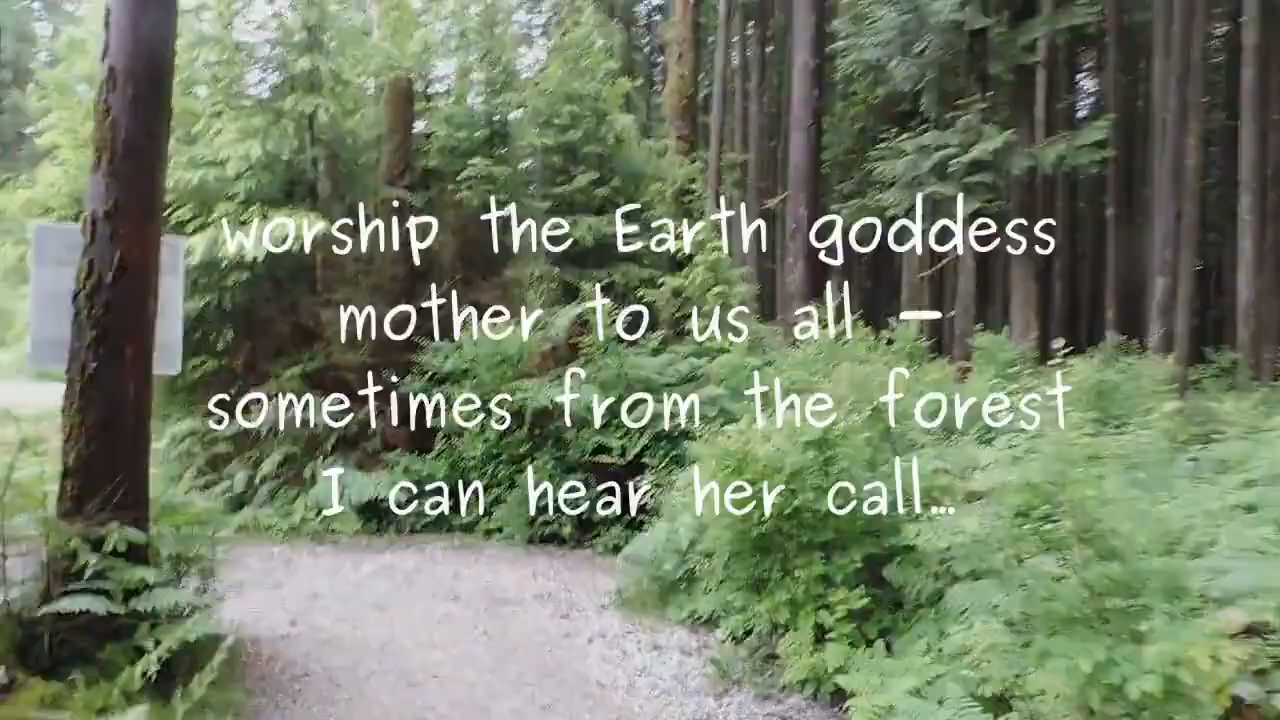 worship the Earth goddess
mother to us all –
sometimes from the forest
I can hear her call...